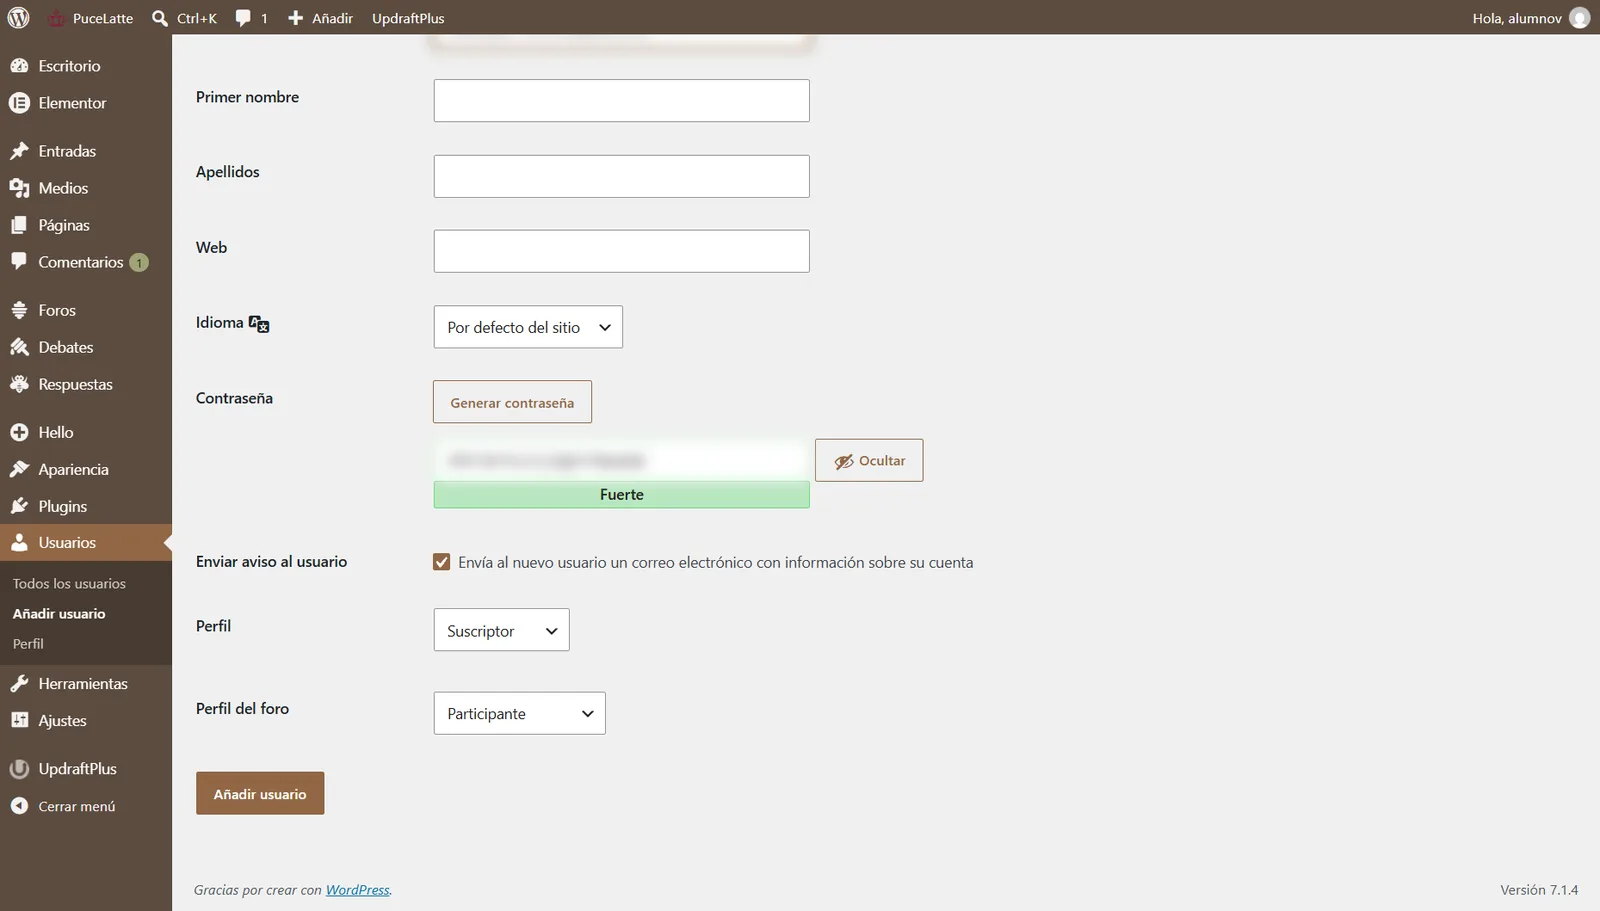 PuceLatte
Ctrl+K
1
Añadir
UpdraftPlus
Hola, alumnov
Escritorio
Elementor
Entradas
Medios
Páginas
Comentarios 1
Foros
Debates
Respuestas
Hello
Apariencia
Plugins
Usuarios
Todos los usuarios
Añadir usuario
Perfil
Herramientas
Ajustes
UpdraftPlus
Cerrar menú
Primer nombre
Apellidos
Web
Idioma
Por defecto del sitio
Contraseña
Generar contraseña
Ocultar
Fuerte
Enviar aviso al usuario
Envía al nuevo usuario un correo electrónico con información sobre su cuenta
Perfil
Suscriptor
Perfil del foro
Participante
Añadir usuario
Gracias por crear con WordPress.
Versión 7.1.4